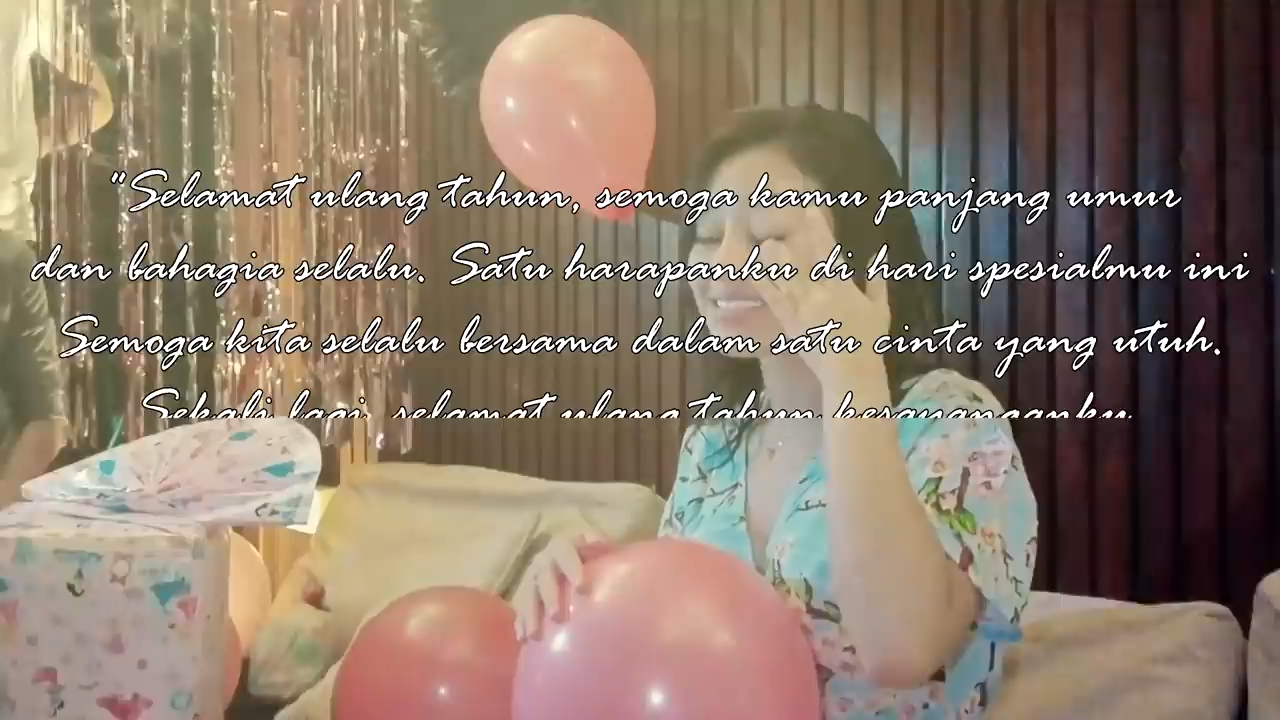 "Selamat ulang tahun, semoga kamu panjang umur
dan bahagia selalu. Satu harapanku di hari spesialmu ini
Semoga kita selalu bersama dalam satu cinta yang utuh.
Sekali lagi, selamat ulang tahun kesayanganku